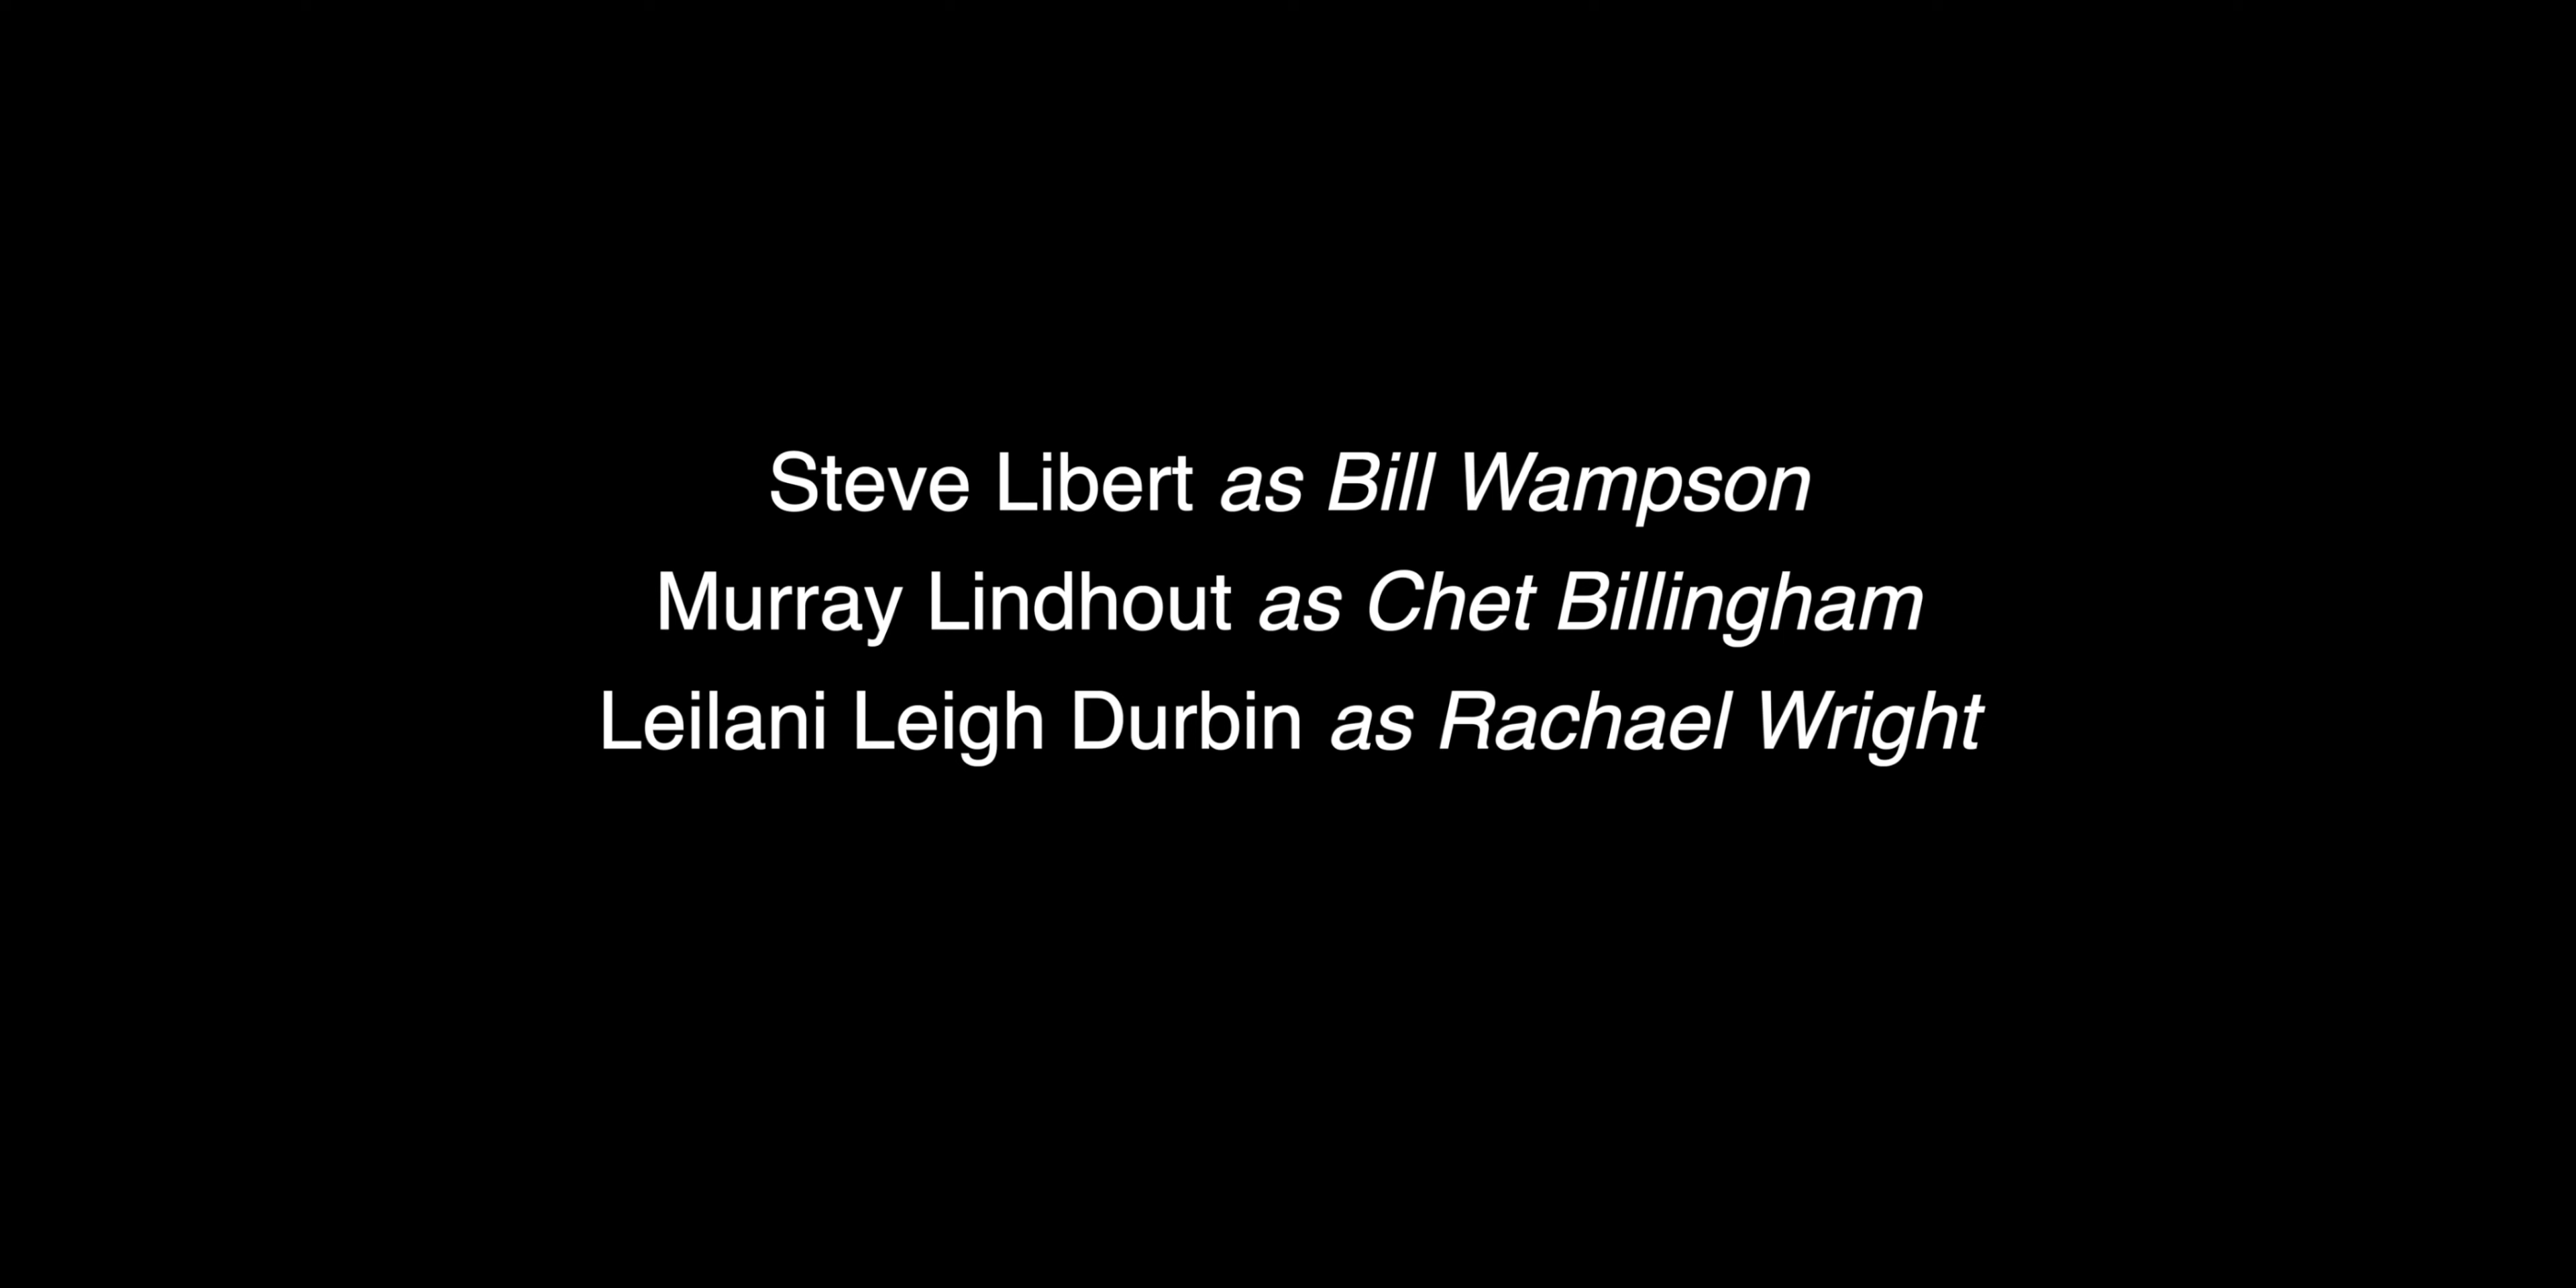 Steve Libert as Bill Wampson
Murray Lindhout as Chet Billingham
Leilani Leigh Durbin as Rachael Wright